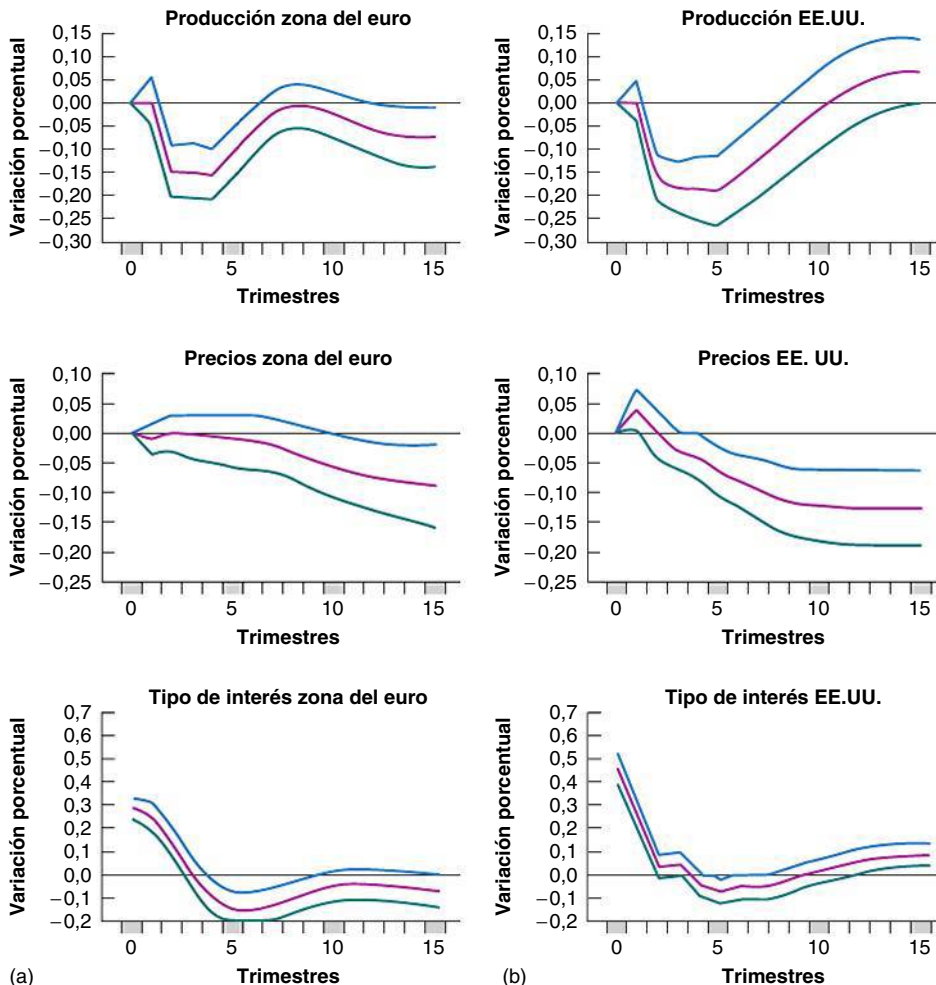 Producción zona del euro
Variación porcentual
0,15
0,10
0,05
0,00
−0,05
−0,10
−0,15
−0,20
−0,25
−0,30
0 5 10 15
Trimestres
Producción EE.UU.
Variación porcentual
0,15
0,10
0,05
0,00
−0,05
−0,10
−0,15
−0,20
−0,25
−0,30
0 5 10 15
Trimestres
Precios zona del euro
Variación porcentual
0,10
0,05
0,00
−0,05
−0,10
−0,15
−0,20
−0,25
0 5 10 15
Trimestres
Precios EE. UU.
Variación porcentual
0,10
0,05
0,00
−0,05
−0,10
−0,15
−0,20
−0,25
0 5 10 15
Trimestres
Tipo de interés zona del euro
Variación porcentual
0,7
0,6
0,5
0,4
0,3
0,2
0,1
0,0
−0,1
−0,2
0 5 10 15
Trimestres
(a)
Tipo de interés EE.UU.
Variación porcentual
0,7
0,6
0,5
0,4
0,3
0,2
0,1
0,0
−0,1
−0,2
0 5 10 15
Trimestres
(b)